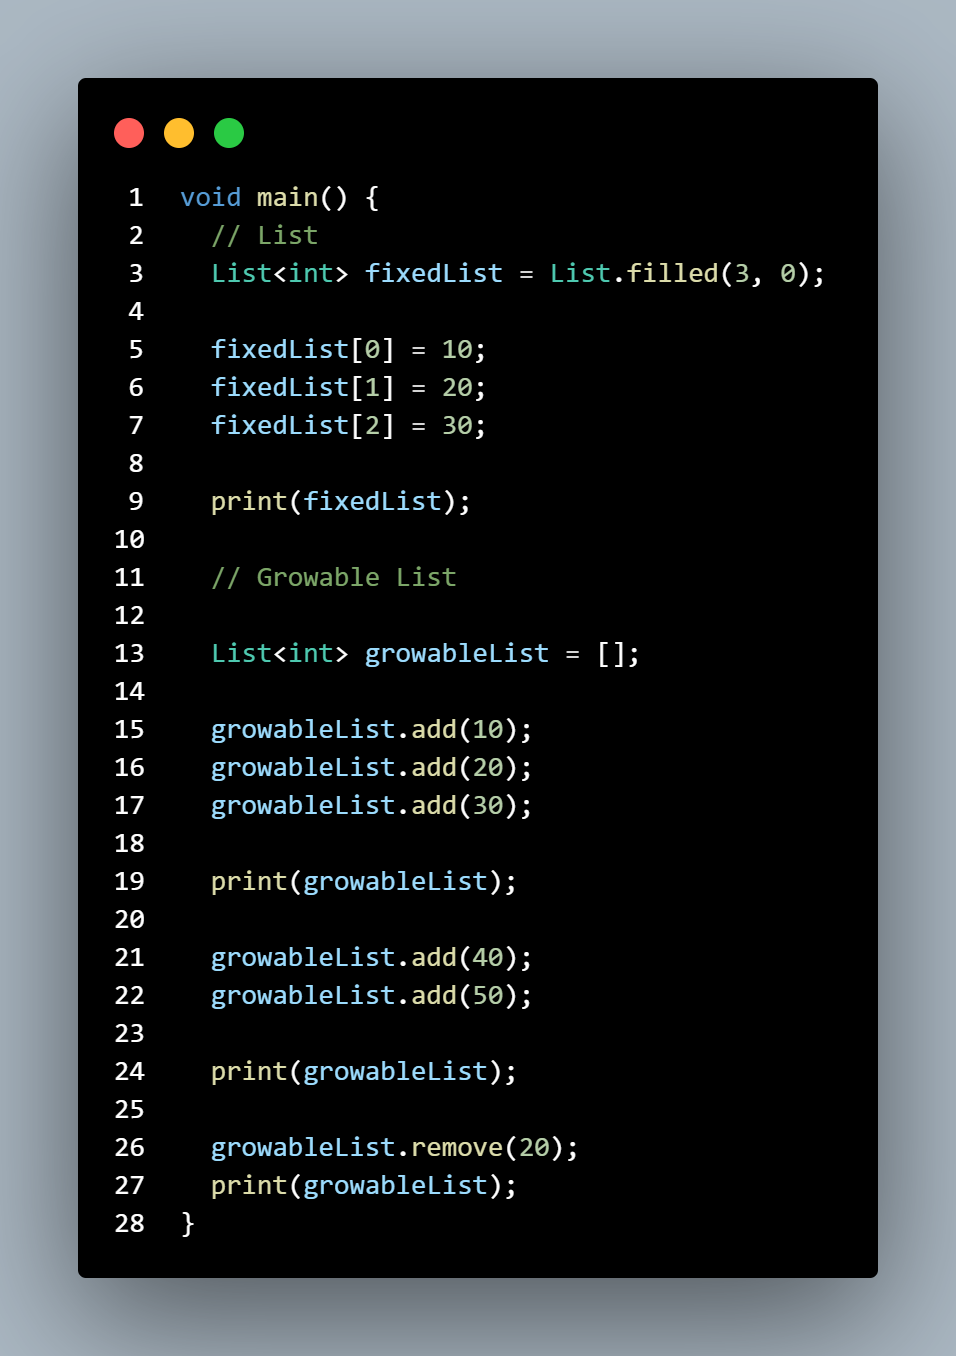 1 void main() {
2   // List
3   List<int> fixedList = List.filled(3, 0);
4
5   fixedList[0] = 10;
6   fixedList[1] = 20;
7   fixedList[2] = 30;
8
9   print(fixedList);
10
11   // Growable List
12
13   List<int> growableList = [];
14
15   growableList.add(10);
16   growableList.add(20);
17   growableList.add(30);
18
19   print(growableList);
20
21   growableList.add(40);
22   growableList.add(50);
23
24   print(growableList);
25
26   growableList.remove(20);
27   print(growableList);
28 }